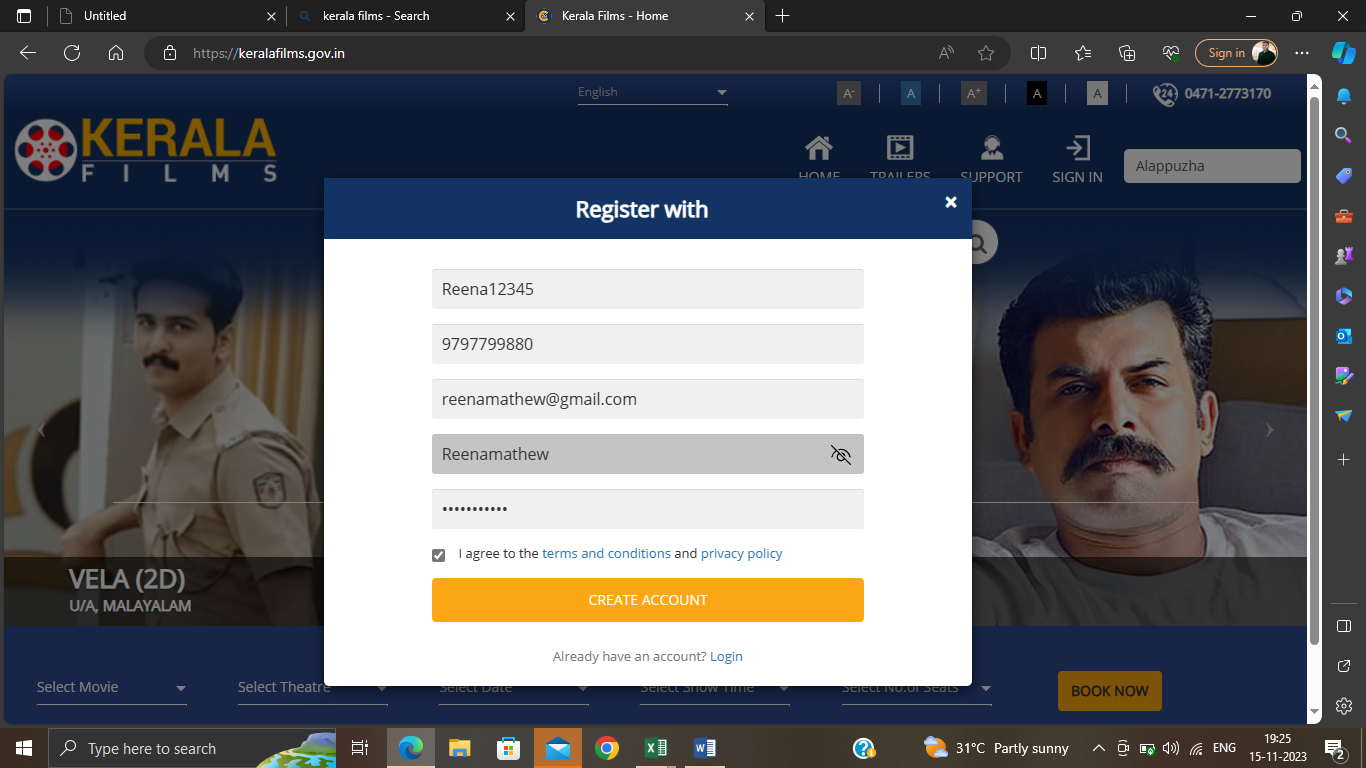 Untitled
kerala films - Search
Kerala Films - Home
https://keralafilms.gov.in
Sign in
English
A-
A
A+
A
A
24
0471-2773170
KERALA
FILMS
HOME
TRAILERS
SUPPORT
SIGN IN
Alappuzha
Register with
Reena12345
9797799880
reenamathew@gmail.com
Reenamathew
•••••••••••
I agree to the terms and conditions and privacy policy
CREATE ACCOUNT
Already have an account? Login
VELA (2D)
U/A, MALAYALAM
Select Movie
Select Theatre
Select Date
Select Show Time
Select No.of Seats
BOOK NOW
Type here to search
31°C Partly sunny
ENG
19:25
15-11-2023
2